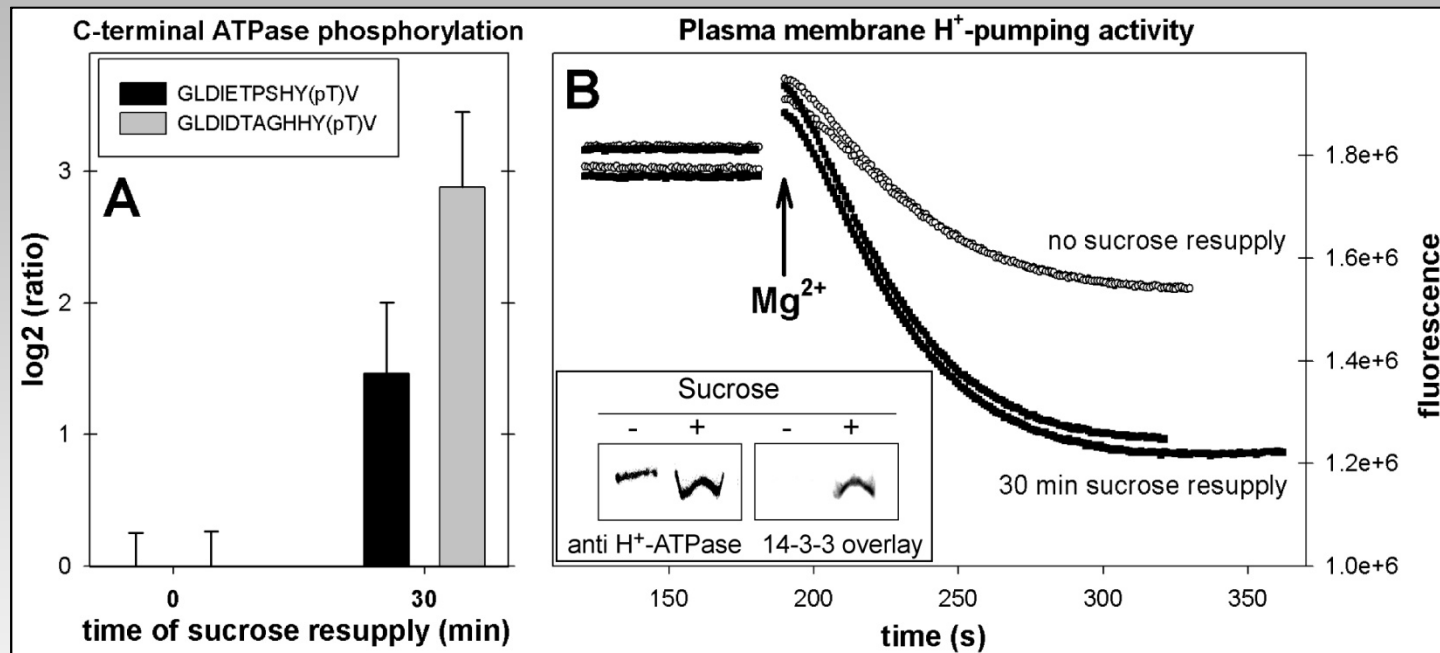 C-terminal ATPase phosphorylation
GLDIETPSHY(pT)V
GLDIDTAGHHY(pT)V
A
log2 (ratio)
3
2
1
0
0 30
time of sucrose resupply (min)
Plasma membrane H⁺-pumping activity
B
Mg²⁺
no sucrose resupply
30 min sucrose resupply
Sucrose
- + - +
anti H⁺-ATPase 14-3-3 overlay
1.8e+6
1.6e+6
1.4e+6
1.2e+6
1.0e+6
fluorescence
150 200 250 300 350
time (s)